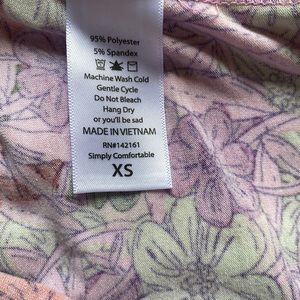 95% Polyester
5% Spandex
Machine Wash Cold
Gentle Cycle
Do Not Bleach
Hang Dry
or you'll be sad
MADE IN VIETNAM
RN#142161
Simply Comfortable
XS